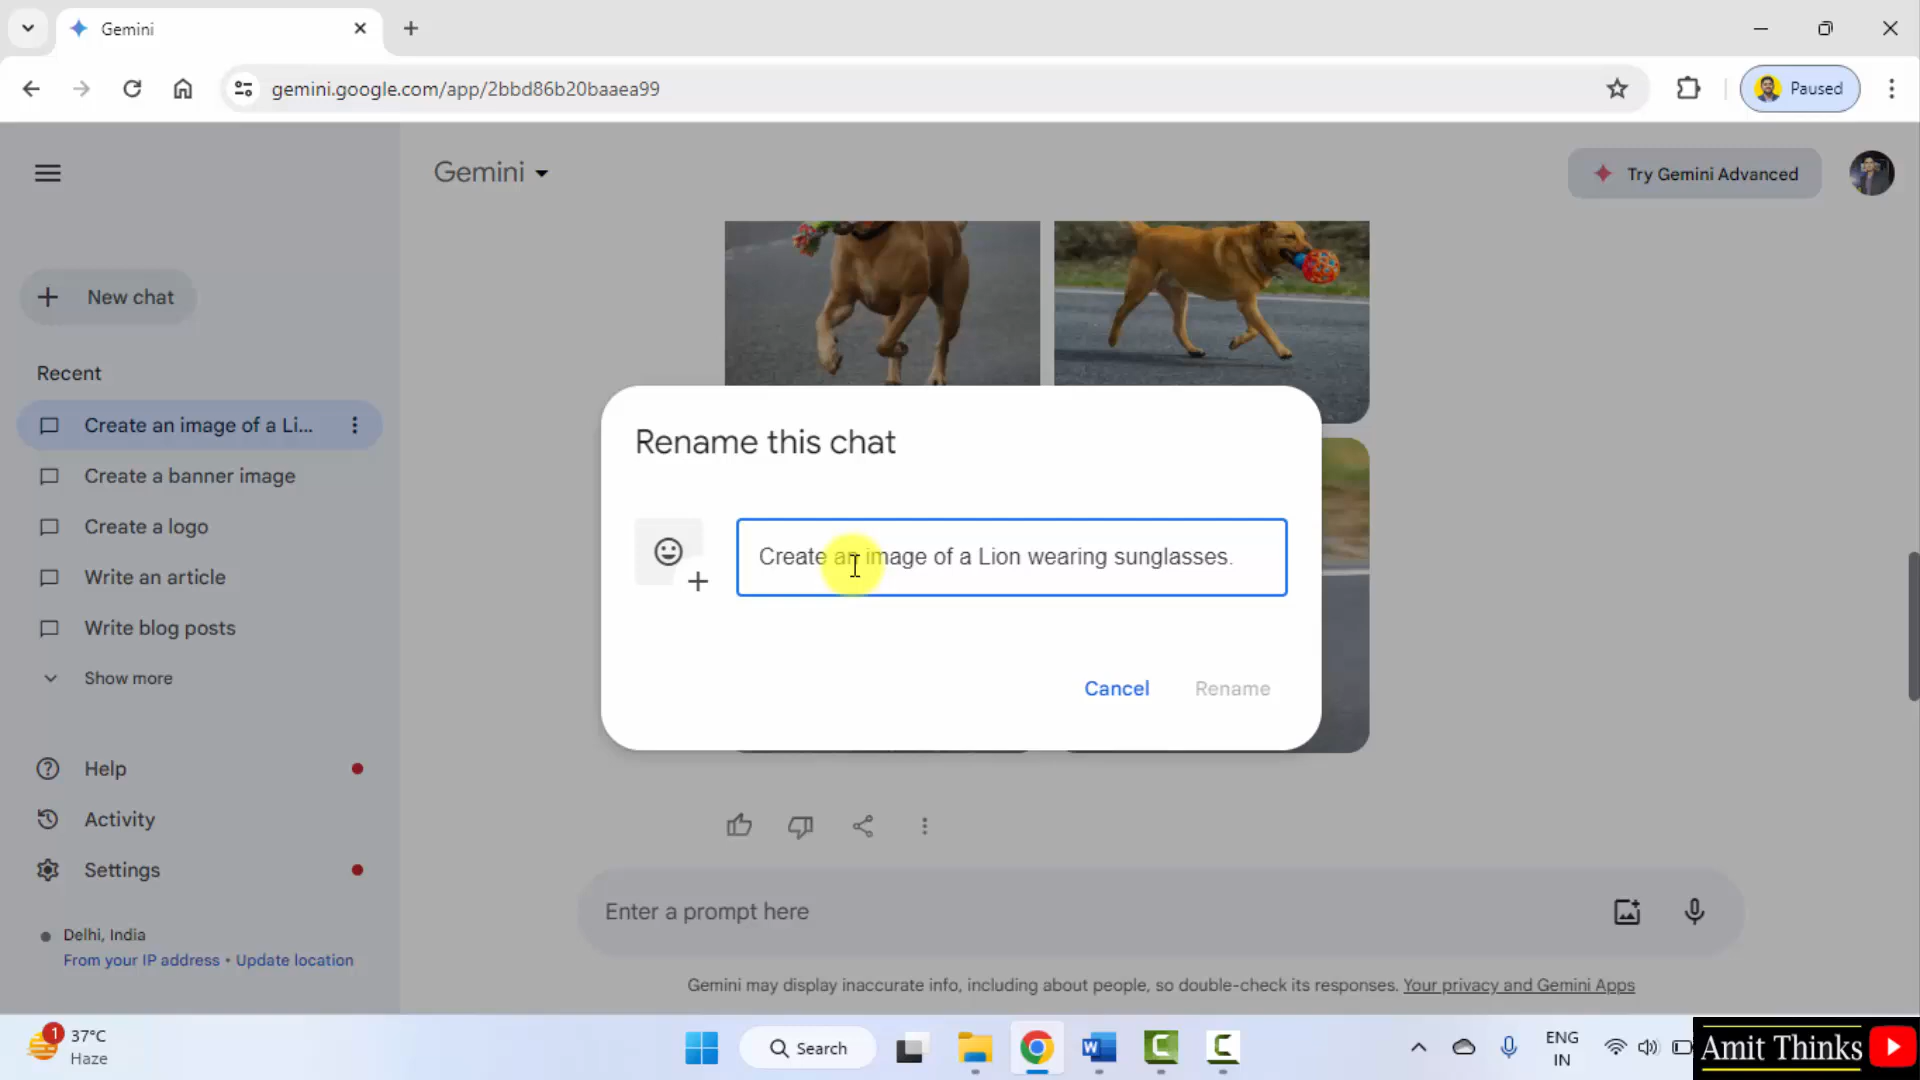 Gemini
gemini.google.com/app/2bbd86b20baaea99
Paused
Gemini
Try Gemini Advanced
New chat
Recent
Create an image of a Li...
Create a banner image
Create a logo
Write an article
Write blog posts
Show more
Rename this chat
Create an image of a Lion wearing sunglasses.
Cancel
Rename
Help
Activity
Settings
Delhi, India
From your IP address • Update location
Enter a prompt here
Gemini may display inaccurate info, including about people, so double-check its responses. Your privacy and Gemini Apps
1
37°C
Haze
Search
W
C
C
ENG
IN
Amit Thinks